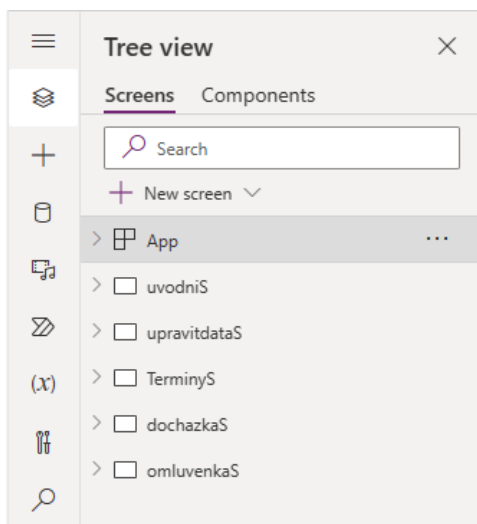 Tree view
Screens Components
Search
New screen
App
uvodniS
upravitdataS
TerminyS
dochazkaS
omluvenkaS
(x)